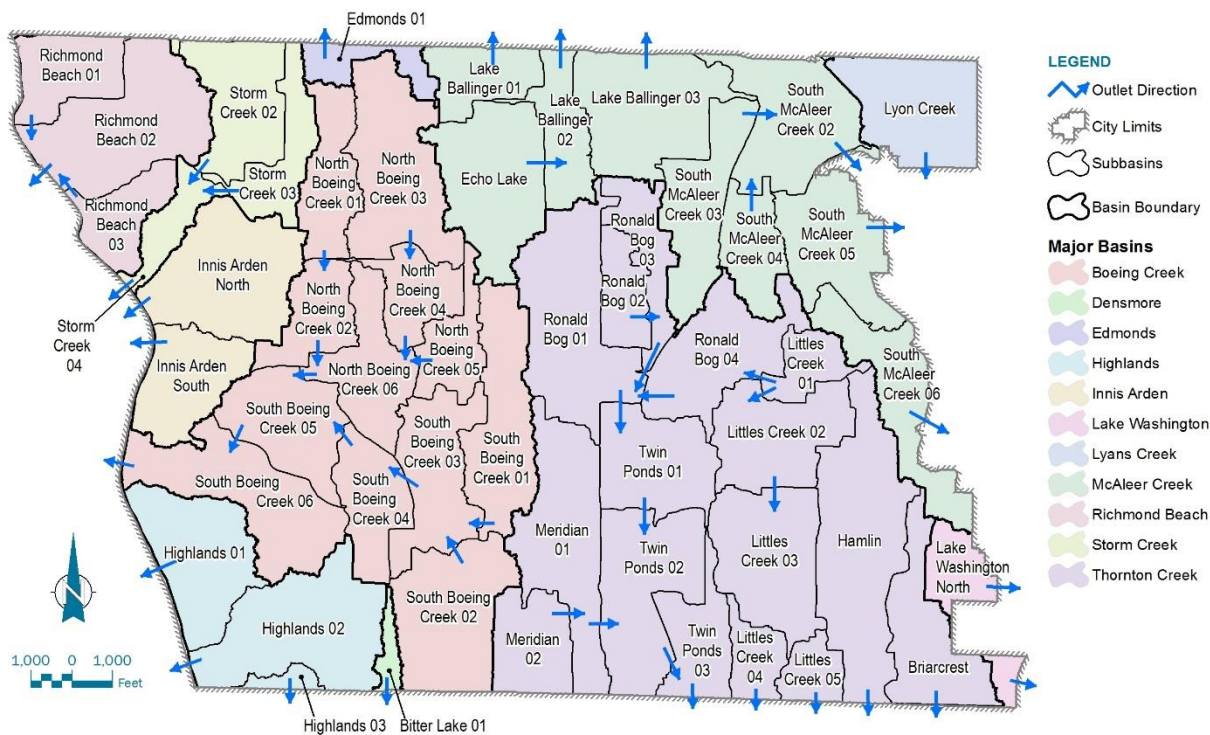 Edmonds 01
Richmond
Beach 01
Richmond
Beach 02
Richmond
Beach 03
Storm
Creek 02
Storm
Creek 03
Storm
Creek
04
Innis Arden
North
Innis Arden
South
North
Boeing
Creek 01
North
Boeing
Creek 03
North
Boeing
Creek 02
North
Boeing
Creek 04
North
Boeing
Creek 05
North Boeing
Creek 06
South Boeing
Creek 05
South Boeing
Creek 06
South
Boeing
Creek 04
South
Boeing
Creek 03
South
Boeing
Creek 01
South Boeing
Creek 02
Highlands 01
Highlands 02
Highlands 03
Bitter Lake 01
Lake
Ballinger 01
Lake
Ballinger
02
Lake Ballinger 03
Echo Lake
South
McAleer
Creek 02
South
McAleer
Creek 03
South
McAleer
Creek 04
South
McAleer
Creek 05
South
McAleer
Creek 06
Lyon Creek
Ronald
Bog
03
Ronald
Bog 02
Ronald
Bog 01
Ronald
Bog 04
Littles
Creek
01
Littles Creek 02
Twin
Ponds 01
Twin
Ponds 02
Twin
Ponds
03
Meridian
01
Meridian
02
Littles
Creek 03
Littles
Creek
04
Littles
Creek 05
Hamlin
Briarcrest
Lake
Washington
North
N
1,000 0 1,000
Feet
LEGEND
Outlet Direction
City Limits
Subbasins
Basin Boundary
Major Basins
Boeing Creek
Densmore
Edmonds
Highlands
Innis Arden
Lake Washington
Lyans Creek
McAleer Creek
Richmond Beach
Storm Creek
Thornton Creek